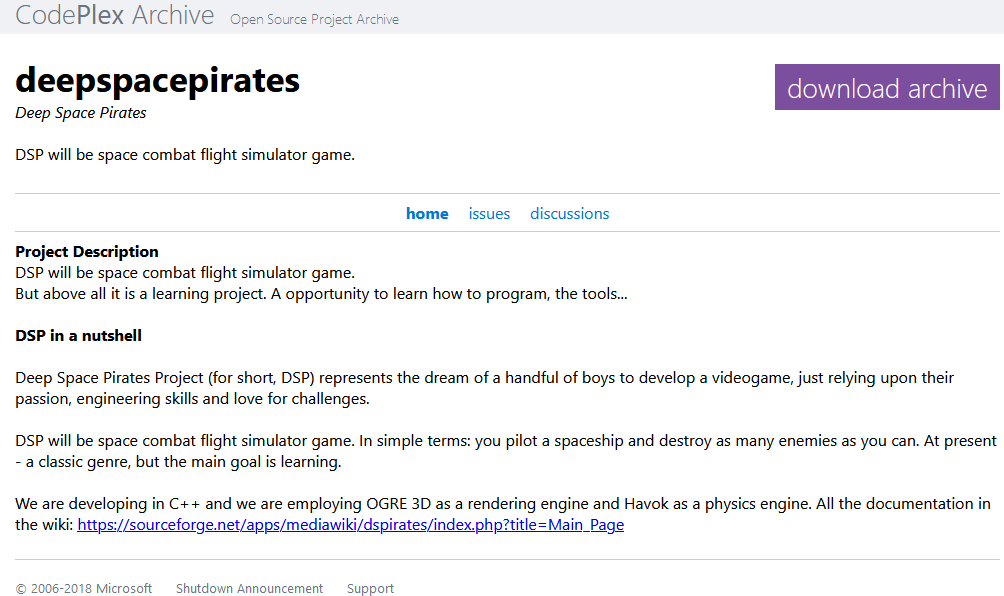 CodePlex Archive Open Source Project Archive
deepspacepirates
download archive
Deep Space Pirates
DSP will be space combat flight simulator game.
home issues discussions
Project Description
DSP will be space combat flight simulator game.
But above all it is a learning project. A opportunity to learn how to program, the tools...
DSP in a nutshell
Deep Space Pirates Project (for short, DSP) represents the dream of a handful of boys to develop a videogame, just relying upon their
passion, engineering skills and love for challenges.
DSP will be space combat flight simulator game. In simple terms: you pilot a spaceship and destroy as many enemies as you can. At present
- a classic genre, but the main goal is learning.
We are developing in C++ and we are employing OGRE 3D as a rendering engine and Havok as a physics engine. All the documentation in
the wiki: https://sourceforge.net/apps/mediawiki/dspirates/index.php?title=Main_Page
© 2006-2018 Microsoft Shutdown Announcement Support